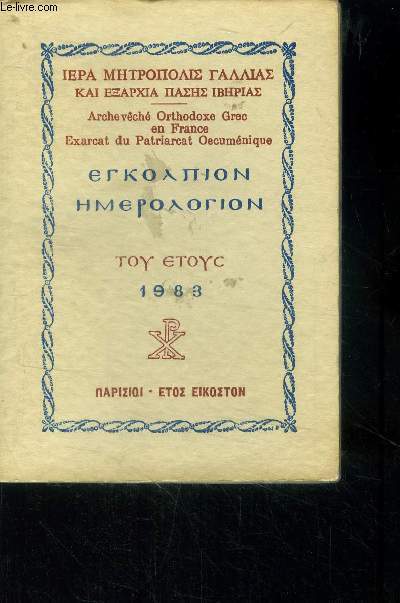 Le-livre.com
ΙΕΡΑ ΜΗΤΡΟΠΟΛΙΣ ΓΑΛΛΙΑΣ
ΚΑΙ ΕΞΑΡΧΙΑ ΠΑΣΗΣ ΙΒΗΡΙΑΣ
Archevêché Orthodoxe Grec
en France
Exarcat du Patriarcat Oecuménique
ΕΓΚΟΛΠΙΟΝ
ΗΜΕΡΟΛΟΓΙΟΝ
ΤΟΥ ΕΤΟΥΣ
1983
ΠΑΡΙΣΙΟΙ - ΕΤΟΣ ΕΙΚΟΣΤΟΝ